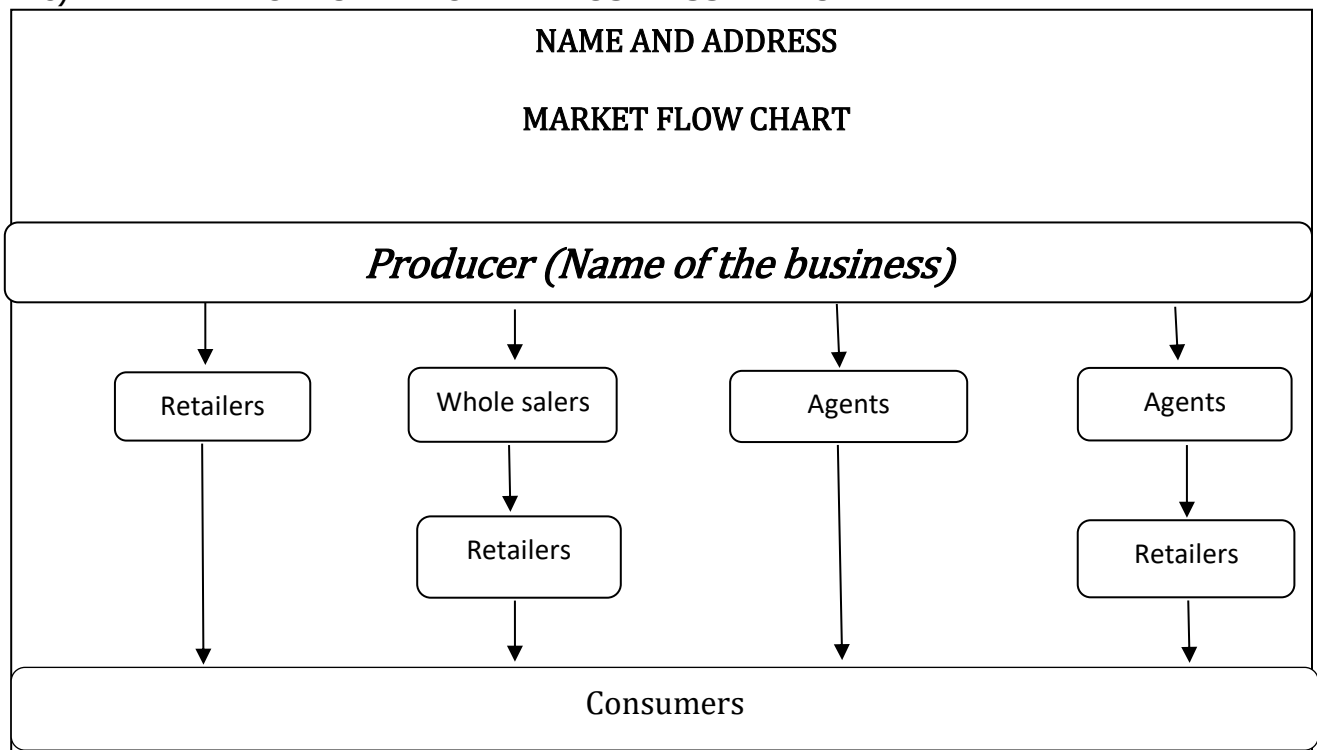 NAME AND ADDRESS
MARKET FLOW CHART
Producer (Name of the business)
Retailers
Whole salers
Agents
Agents
Retailers
Retailers
Consumers